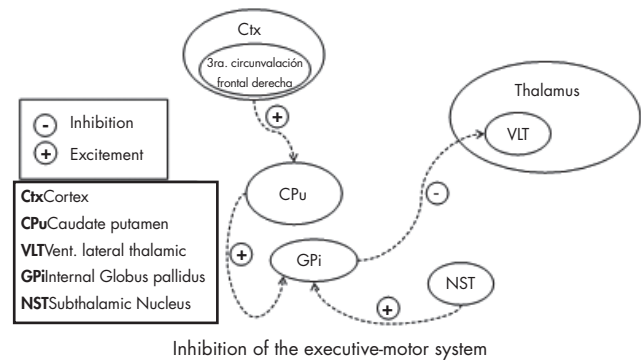 Ctx
3ra. circunvalación
frontal derecha
+
Thalamus
VLT
- Inhibition
+ Excitement
CtxCortex
CPuCaudate putamen
VLTVent. lateral thalamic
GPiInternal Globus pallidus
NSTSubthalamic Nucleus
CPu
-
+
GPi
NST
+
Inhibition of the executive-motor system